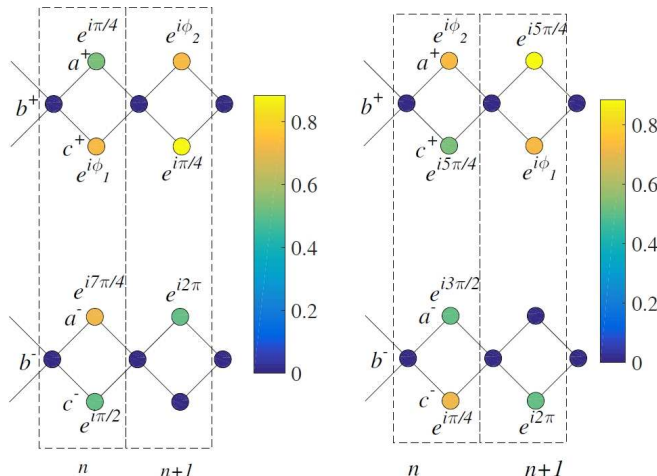 e^{iπ/4} e^{iϕ_2}
a^+
b^+
c^+
e^{iϕ_1} e^{iπ/4}
0.8
0.6
0.4
0.2
0
e^{i7π/4} e^{i2π}
a^-
b^-
c^-
e^{iπ/2}
n n+1
e^{iϕ_2} e^{i5π/4}
a^+
b^+
c^+
e^{i5π/4} e^{iϕ_1}
0.8
0.6
0.4
0.2
0
e^{i3π/2}
a^-
b^-
c^-
e^{iπ/4} e^{i2π}
n n+1